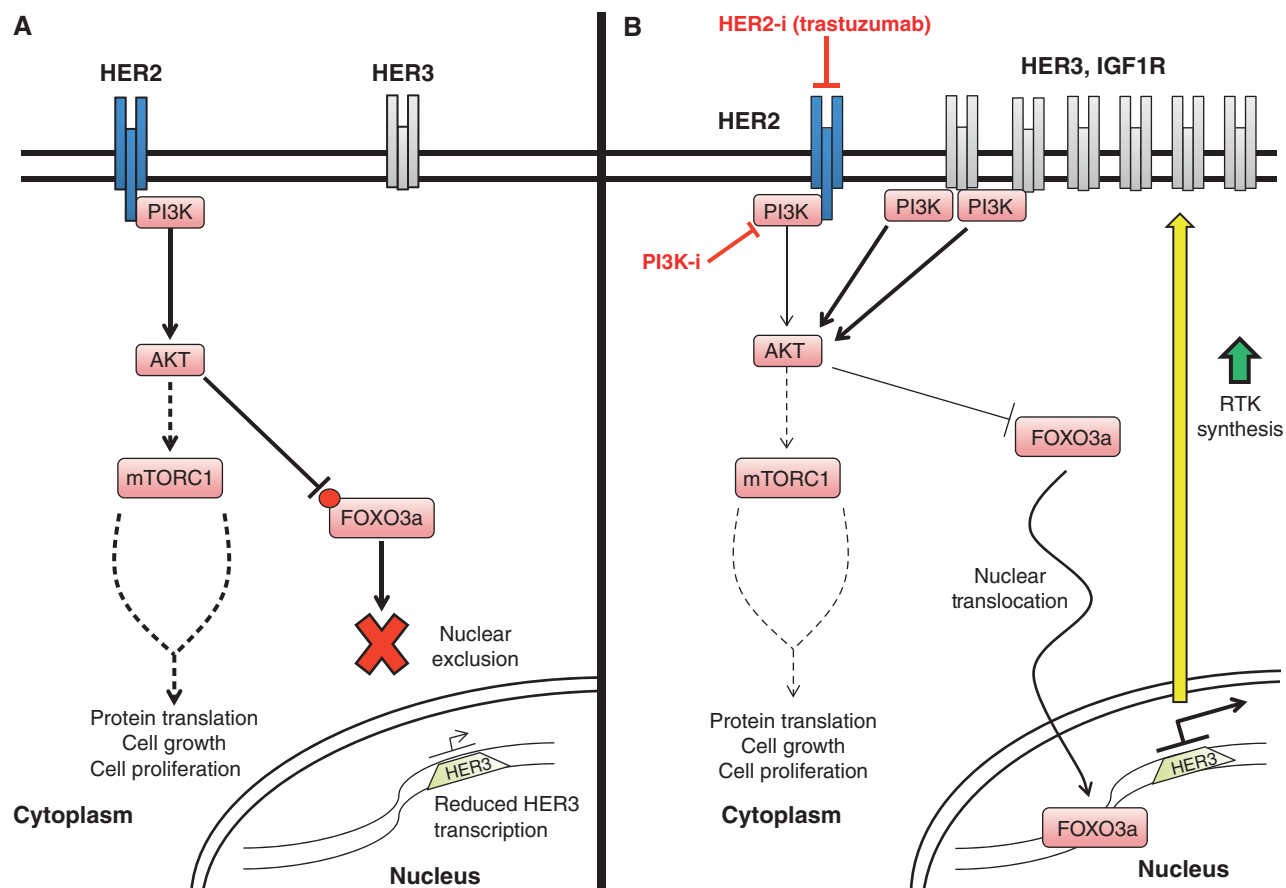 A
HER2
HER3
PI3K
AKT
mTORC1
FOXO3a
Nuclear
exclusion
Protein translation
Cell growth
Cell proliferation
HER3
Reduced HER3
transcription
Cytoplasm
Nucleus
B
HER2-i (trastuzumab)
HER3, IGF1R
HER2
PI3K
PI3K
PI3K
PI3K-i
AKT
RTK
synthesis
FOXO3a
mTORC1
Nuclear
translocation
Protein translation
Cell growth
Cell proliferation
HER3
Cytoplasm
FOXO3a
Nucleus